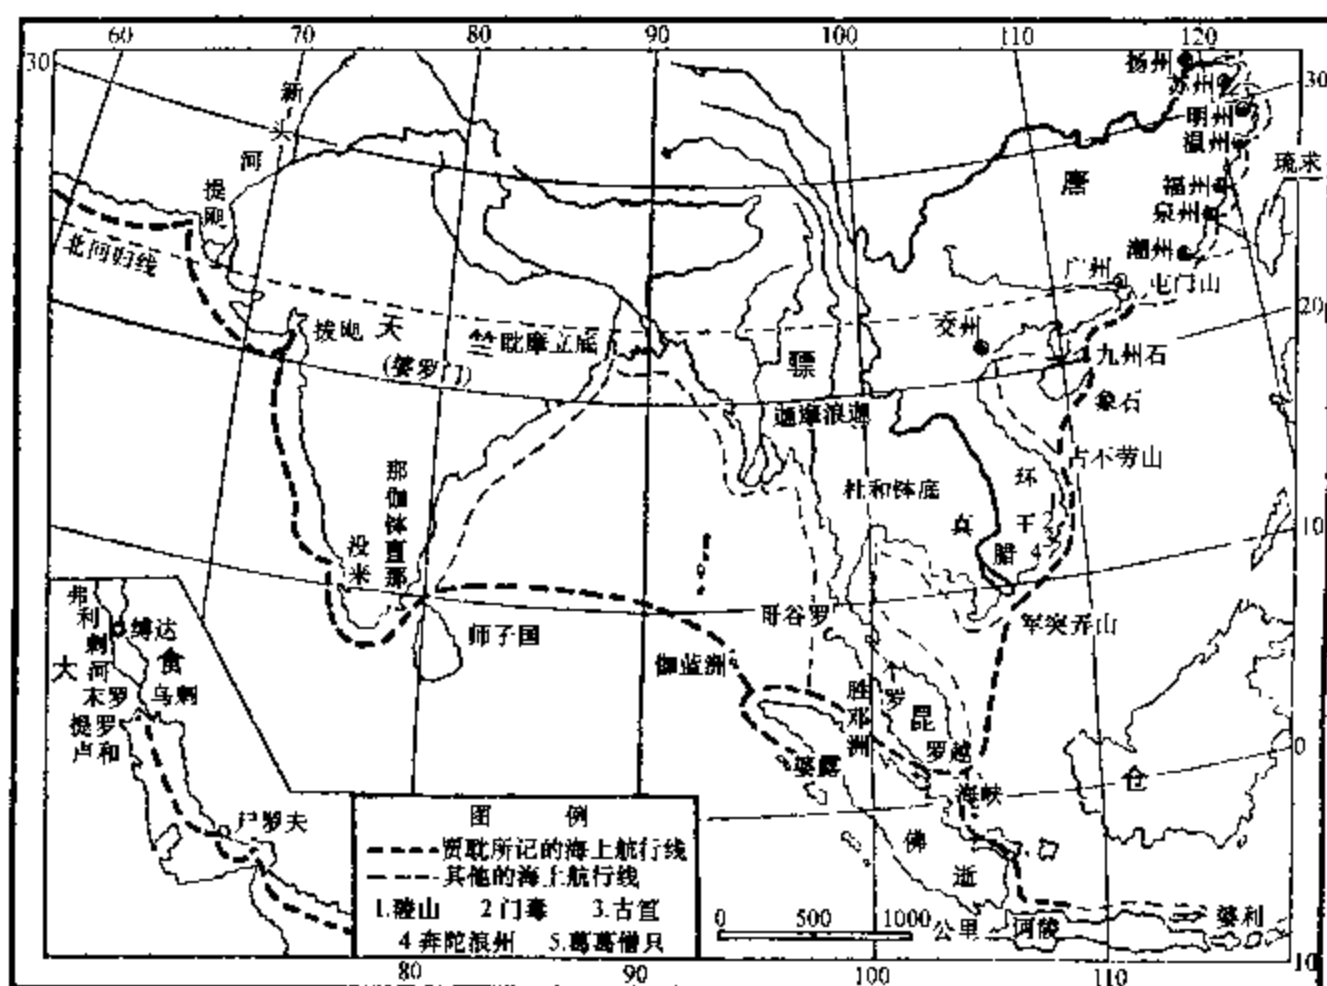 60 70 80 90 100 110 120
30
扬州
苏州
30
明州
温州
琉求
福州
泉州
潮州
唐
新头河
提䫻
北回归线
广州
屯门山
20
交州
九州石
象石
拔䫻
天竺
(婆罗门)
耽摩立底
骠
迦摩浪迦
占不劳山
杜和钵底
环王
真腊
2
4
10
那伽钵亶那
没来
师子国
哥谷罗
军突弄山
伽蓝洲
胜邓洲
罗
昆
罗越
婆露
海峡
0
佛逝
婆利
诃陵
弗利剌河
缚达
大食
末罗
乌剌
提罗卢和
尸罗夫
图 例
贾耽所记的海上航行线
其他的海上航行线
1.陵山 2 门毒 3.古笪
4 奔陀浪州 5.葛葛僧只
0 500 1000
公里
80 90 100 110
10